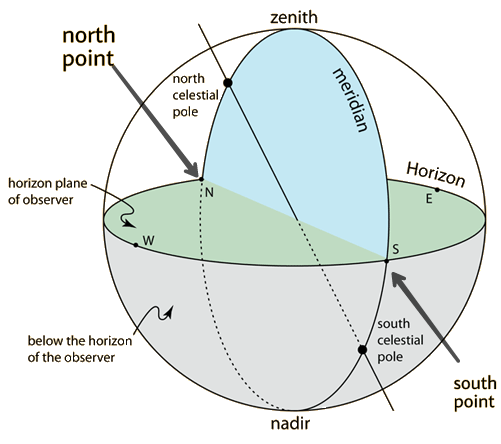 zenith
north
point
north
celestial
pole
meridian
Horizon
horizon plane
of observer
N
E
W
S
below the horizon
of the observer
south
celestial
pole
south
point
nadir